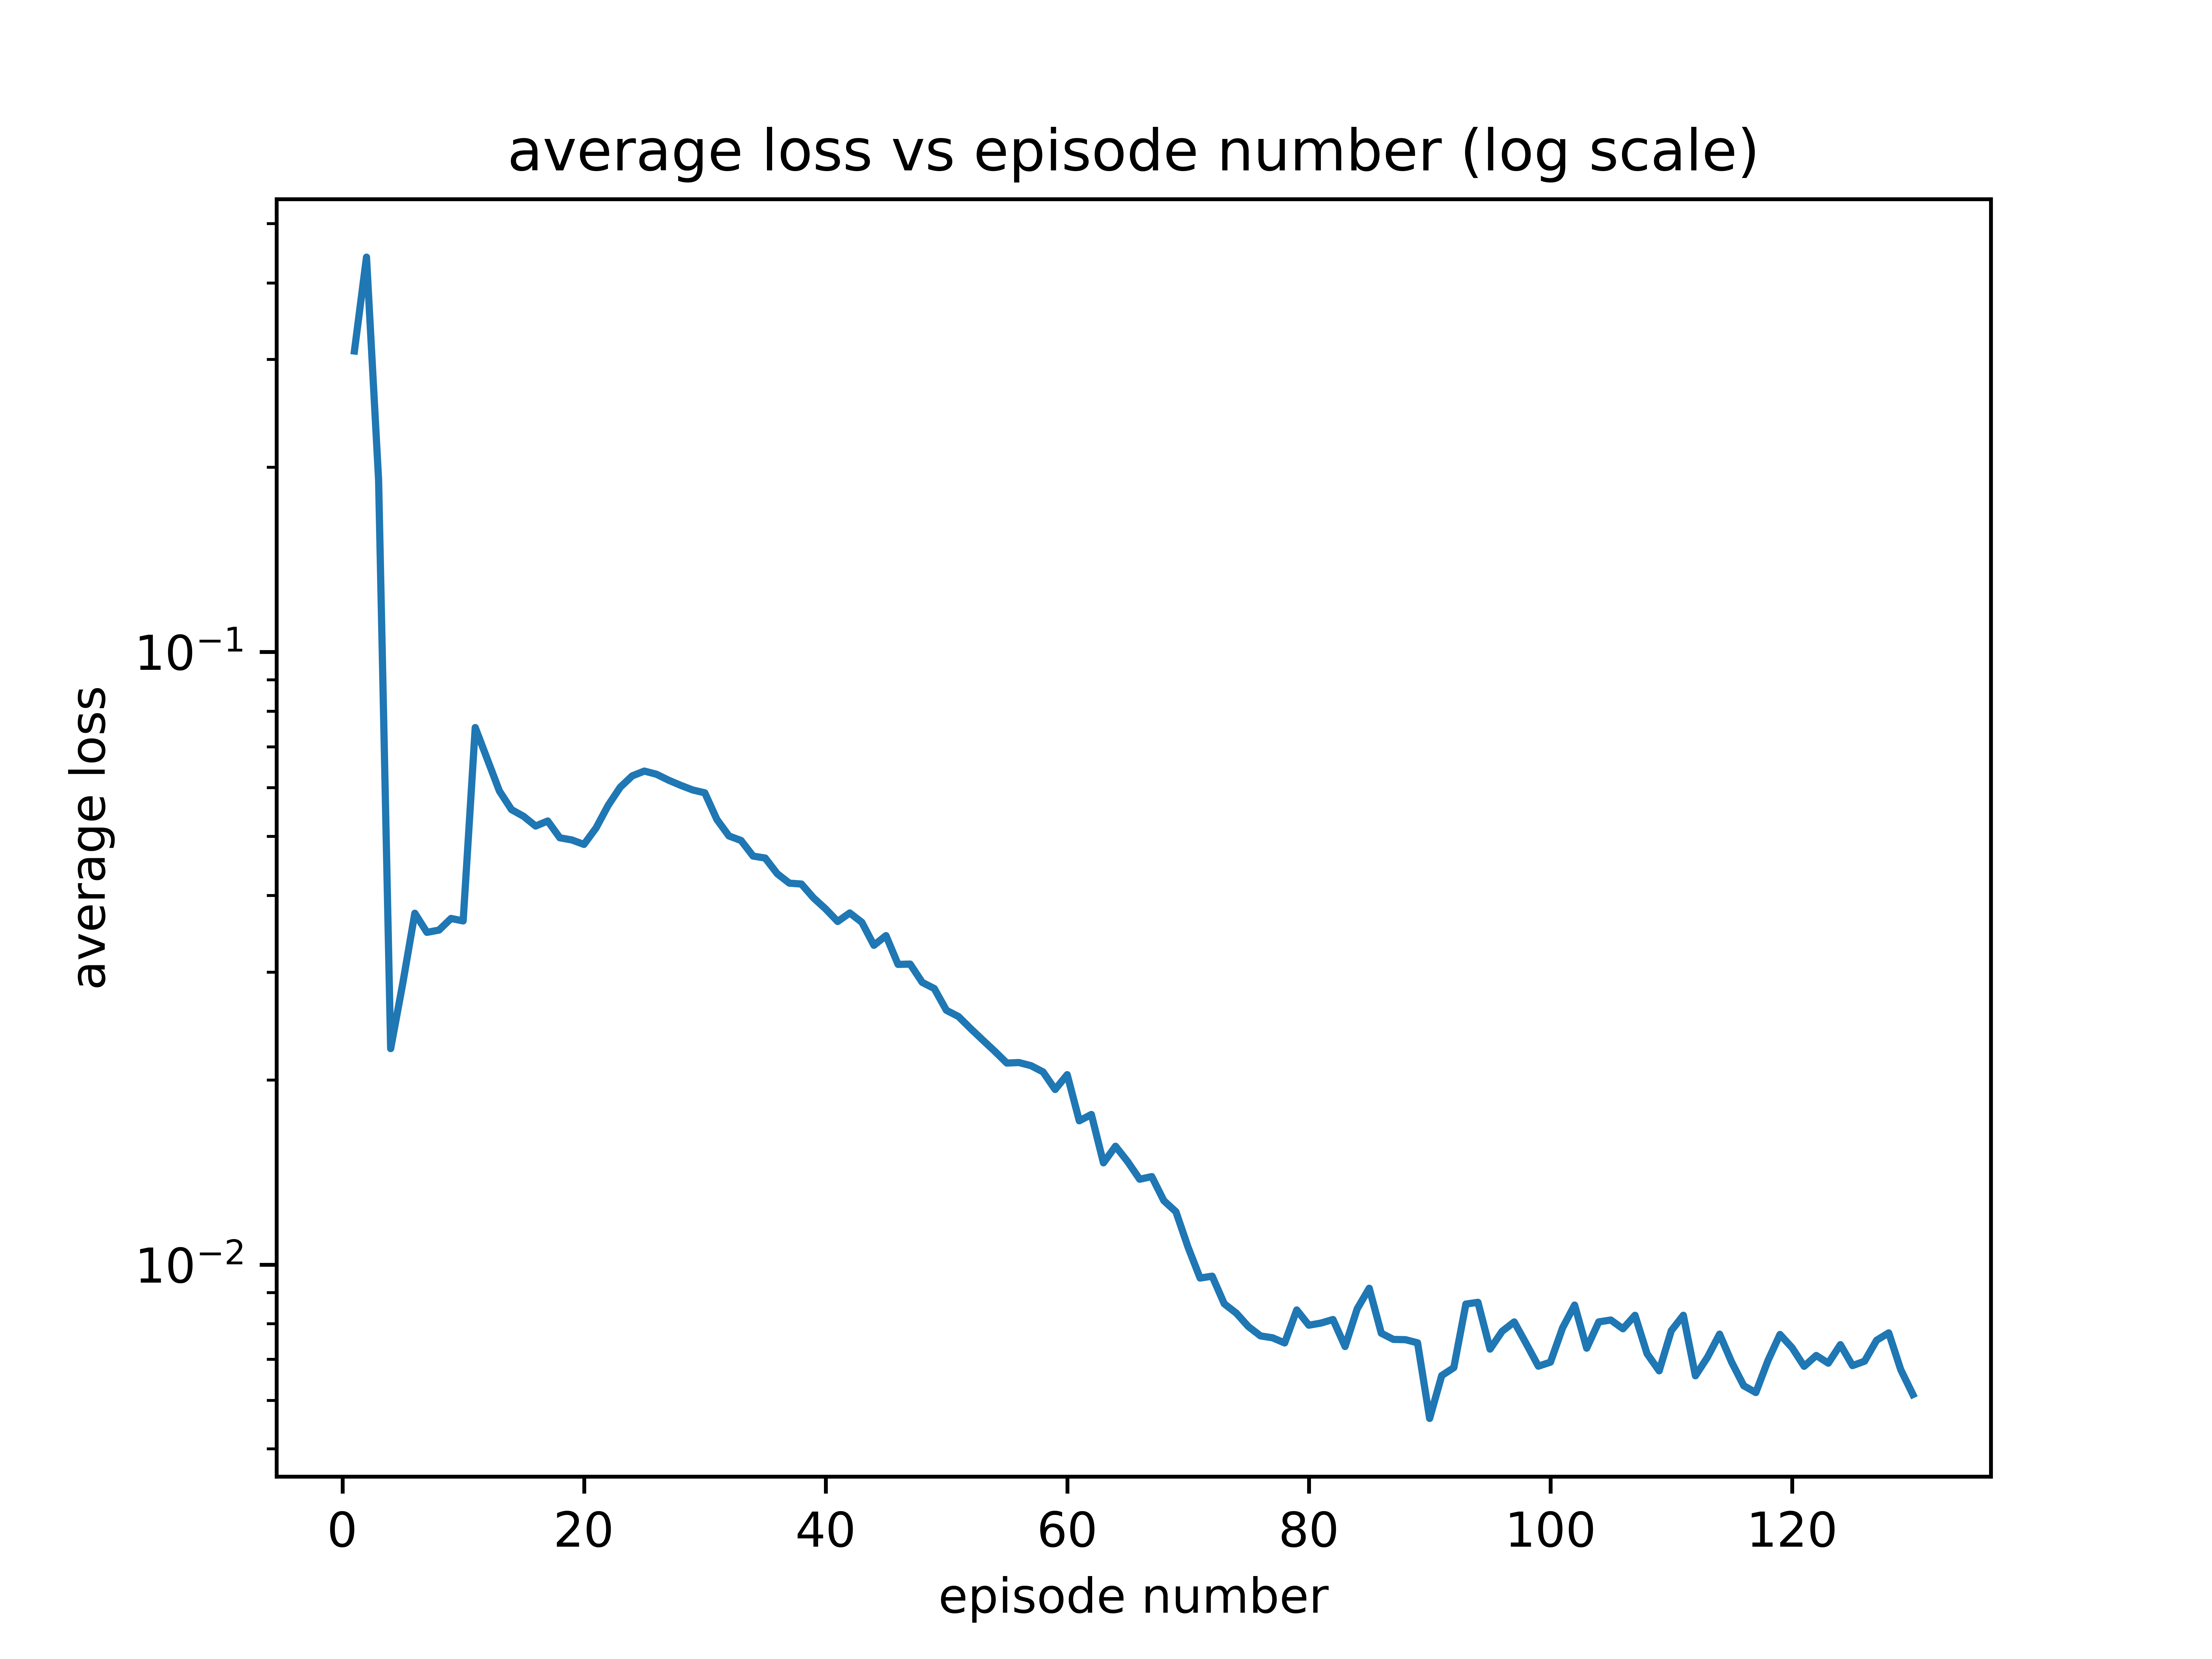 average loss vs episode number (log scale)
average loss
10⁻¹
10⁻²
0 20 40 60 80 100 120
episode number